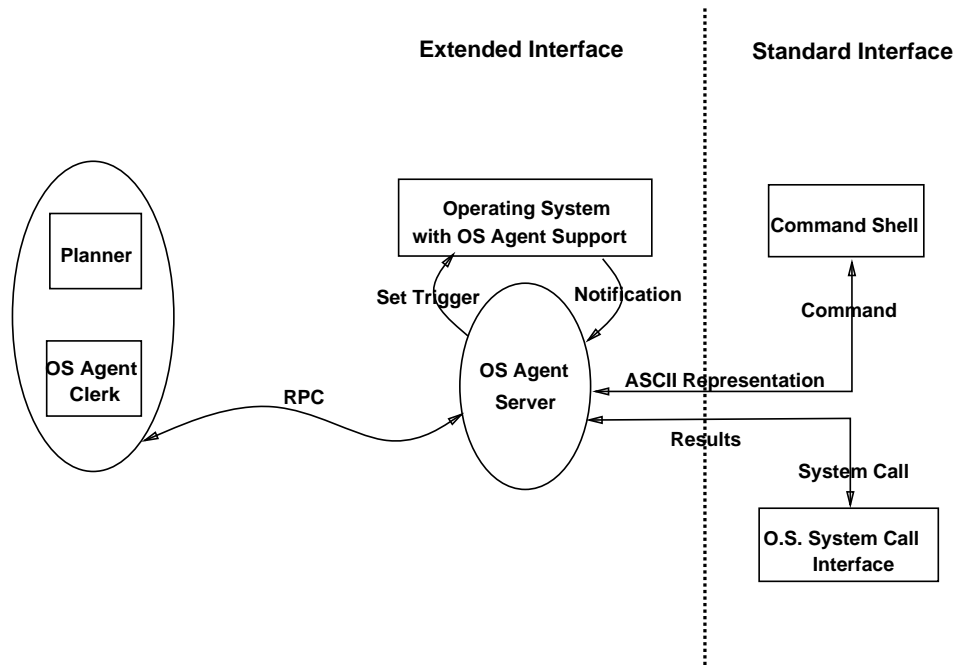 Extended Interface
Standard Interface
Operating System
with OS Agent Support
Command Shell
Planner
Set Trigger
Notification
Command
OS Agent
Clerk
OS Agent
Server
ASCII Representation
RPC
Results
System Call
O.S. System Call
Interface